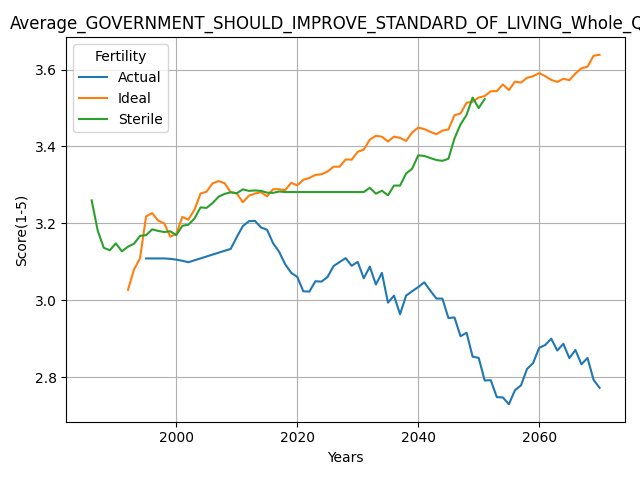 Average_GOVERNMENT_SHOULD_IMPROVE_STANDARD_OF_LIVING_Whole_Q
Fertility
Actual
Ideal
Sterile
3.6
3.4
3.2
3.0
2.8
Score(1-5)
2000
2020
2040
2060
Years